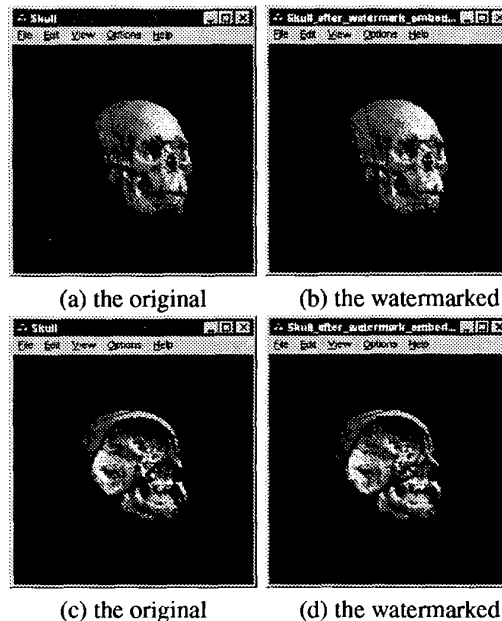 Skull
Skull_after_watermark_embed...
File Edit View Options Help
File Edit View Options Help
(a) the original
(b) the watermarked
Skull
Skull_after_watermark_embed...
File Edit View Options Help
File Edit View Options Help
(c) the original
(d) the watermarked